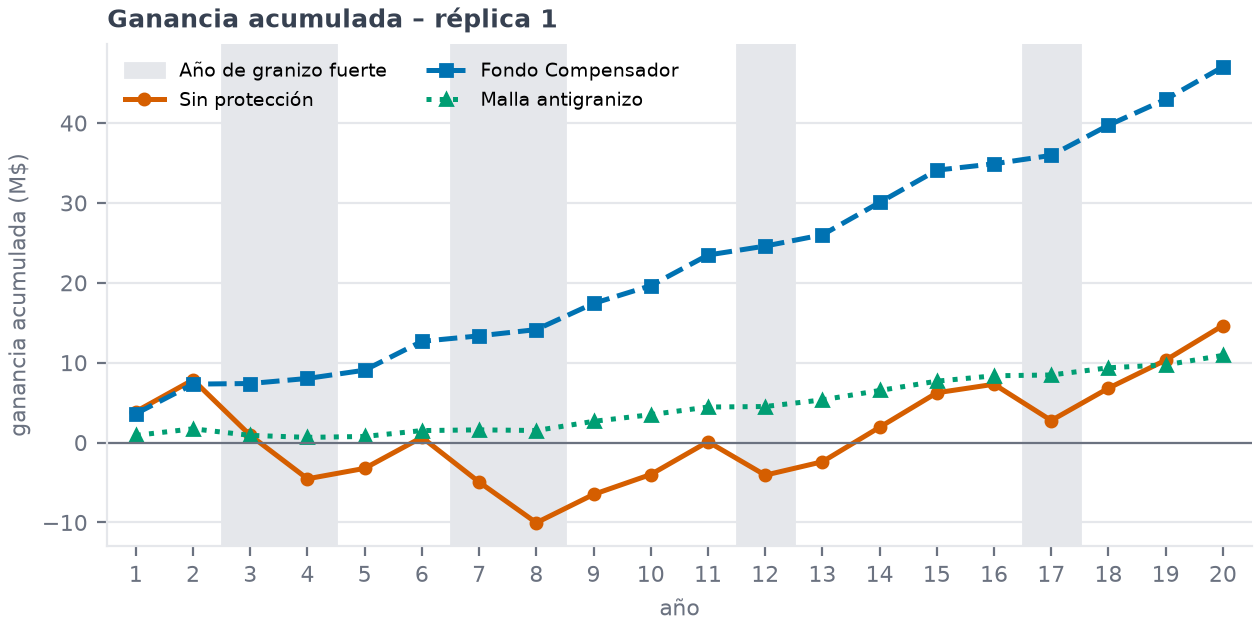 Ganancia acumulada – réplica 1
Año de granizo fuerte
Sin protección
Fondo Compensador
Malla antigranizo
ganancia acumulada (M$)
40
30
20
10
0
−10
1 2 3 4 5 6 7 8 9 10 11 12 13 14 15 16 17 18 19 20
año